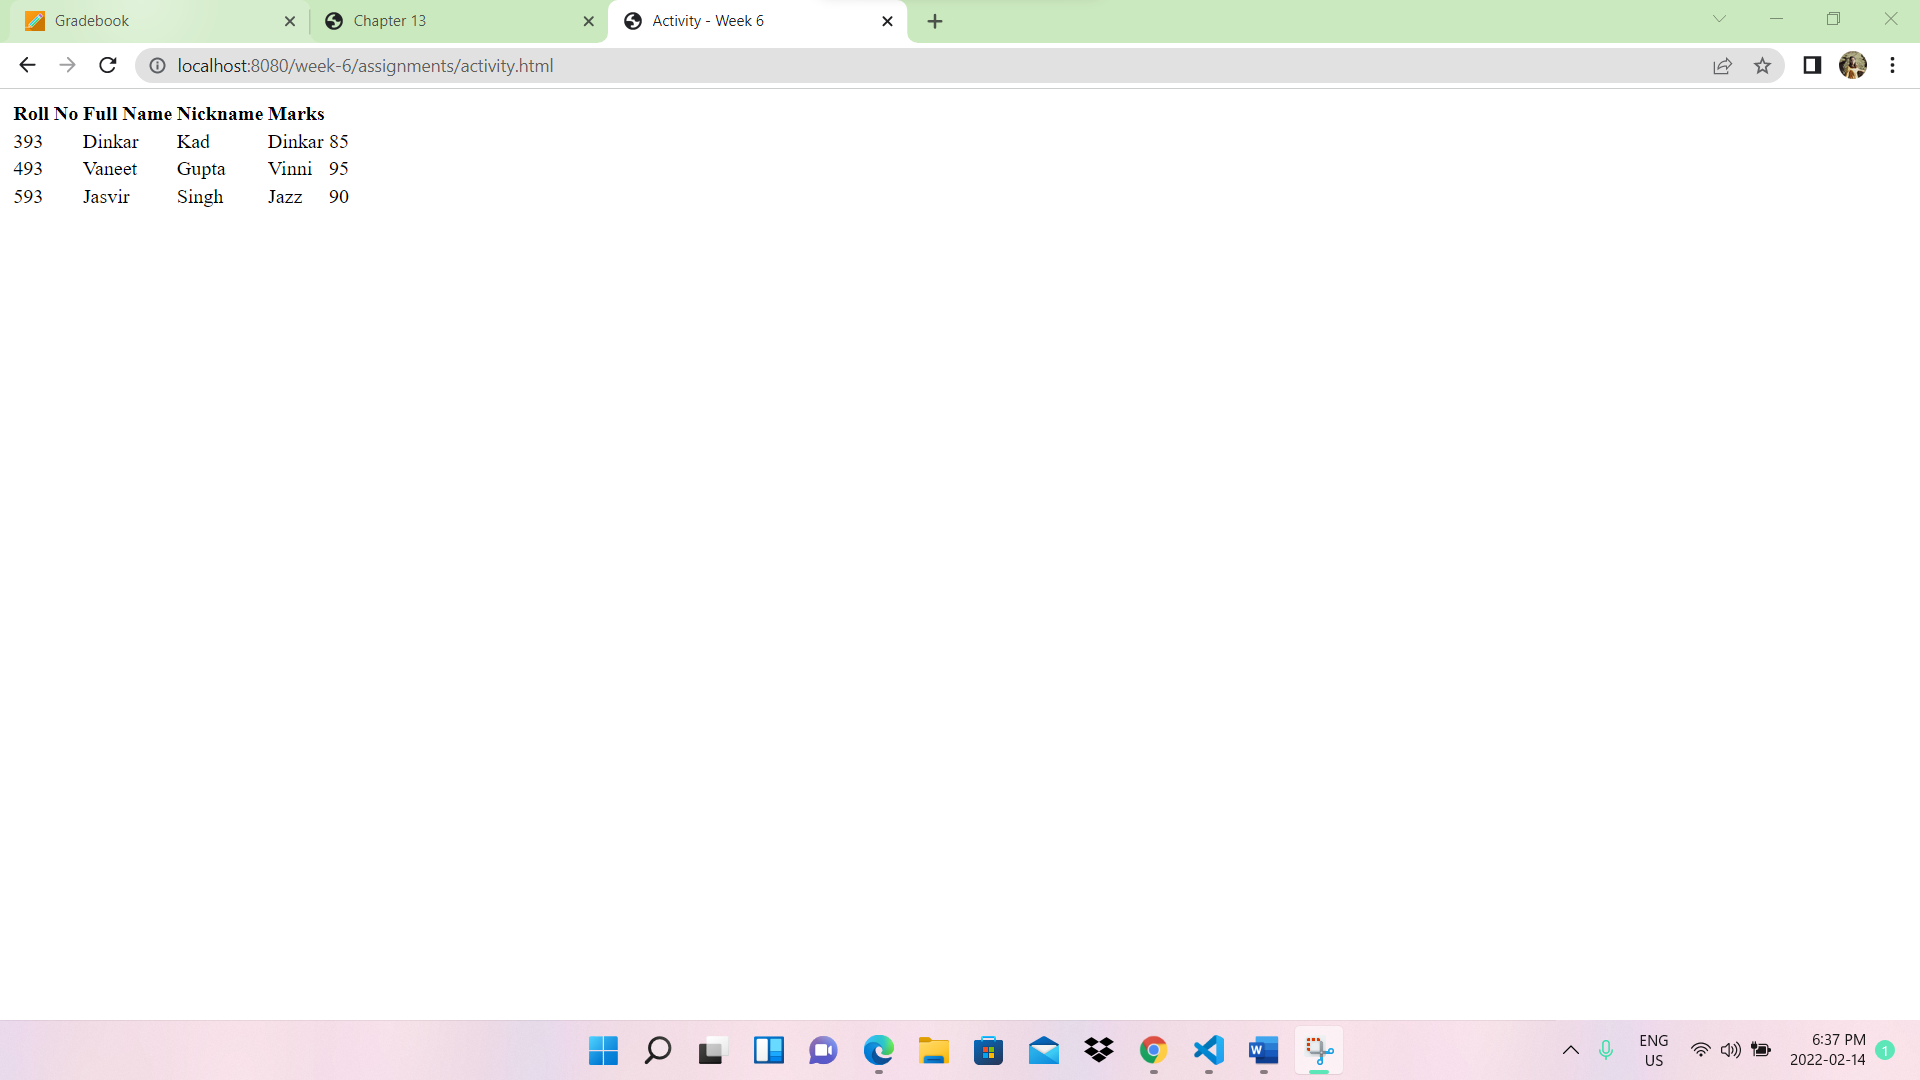 Gradebook
Chapter 13
Activity - Week 6
localhost:8080/week-6/assignments/activity.html
Roll No Full Name Nickname Marks
393 Dinkar Kad Dinkar 85
493 Vaneet Gupta Vinni 95
593 Jasvir Singh Jazz 90
W
ENG
US
6:37 PM
2022-02-14
1